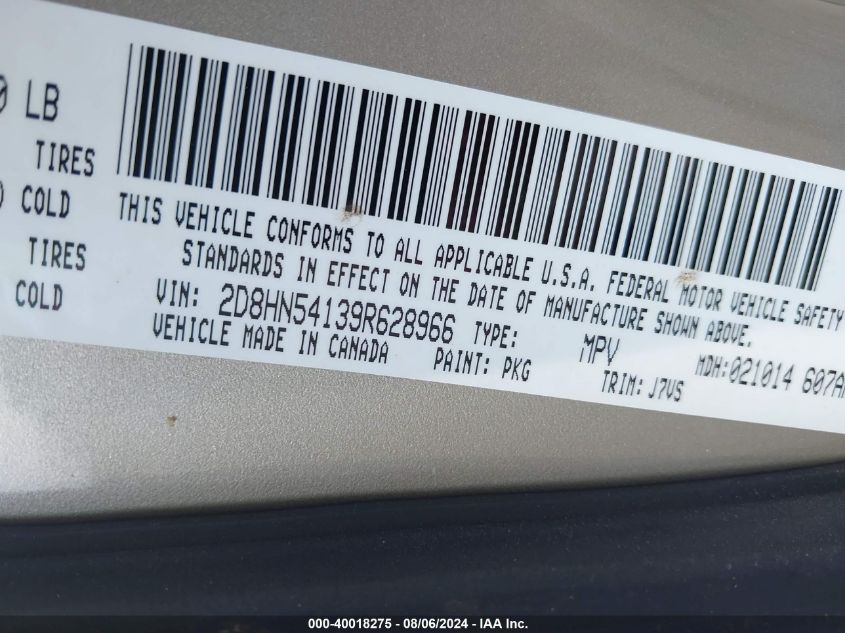 0 LB
TIRES
COLD
TIRES
COLD
THIS VEHICLE CONFORMS TO ALL APPLICABLE U.S.A. FEDERAL MOTOR VEHICLE SAFETY
STANDARDS IN EFFECT ON THE DATE OF MANUFACTURE SHOWN ABOVE.
VIN: 2D8HN54139R628966 TYPE: MPV MDH:021014 607A
VEHICLE MADE IN CANADA PAINT: PKG TRIM: J7VS
000-40018275 - 08/06/2024 - IAA Inc.